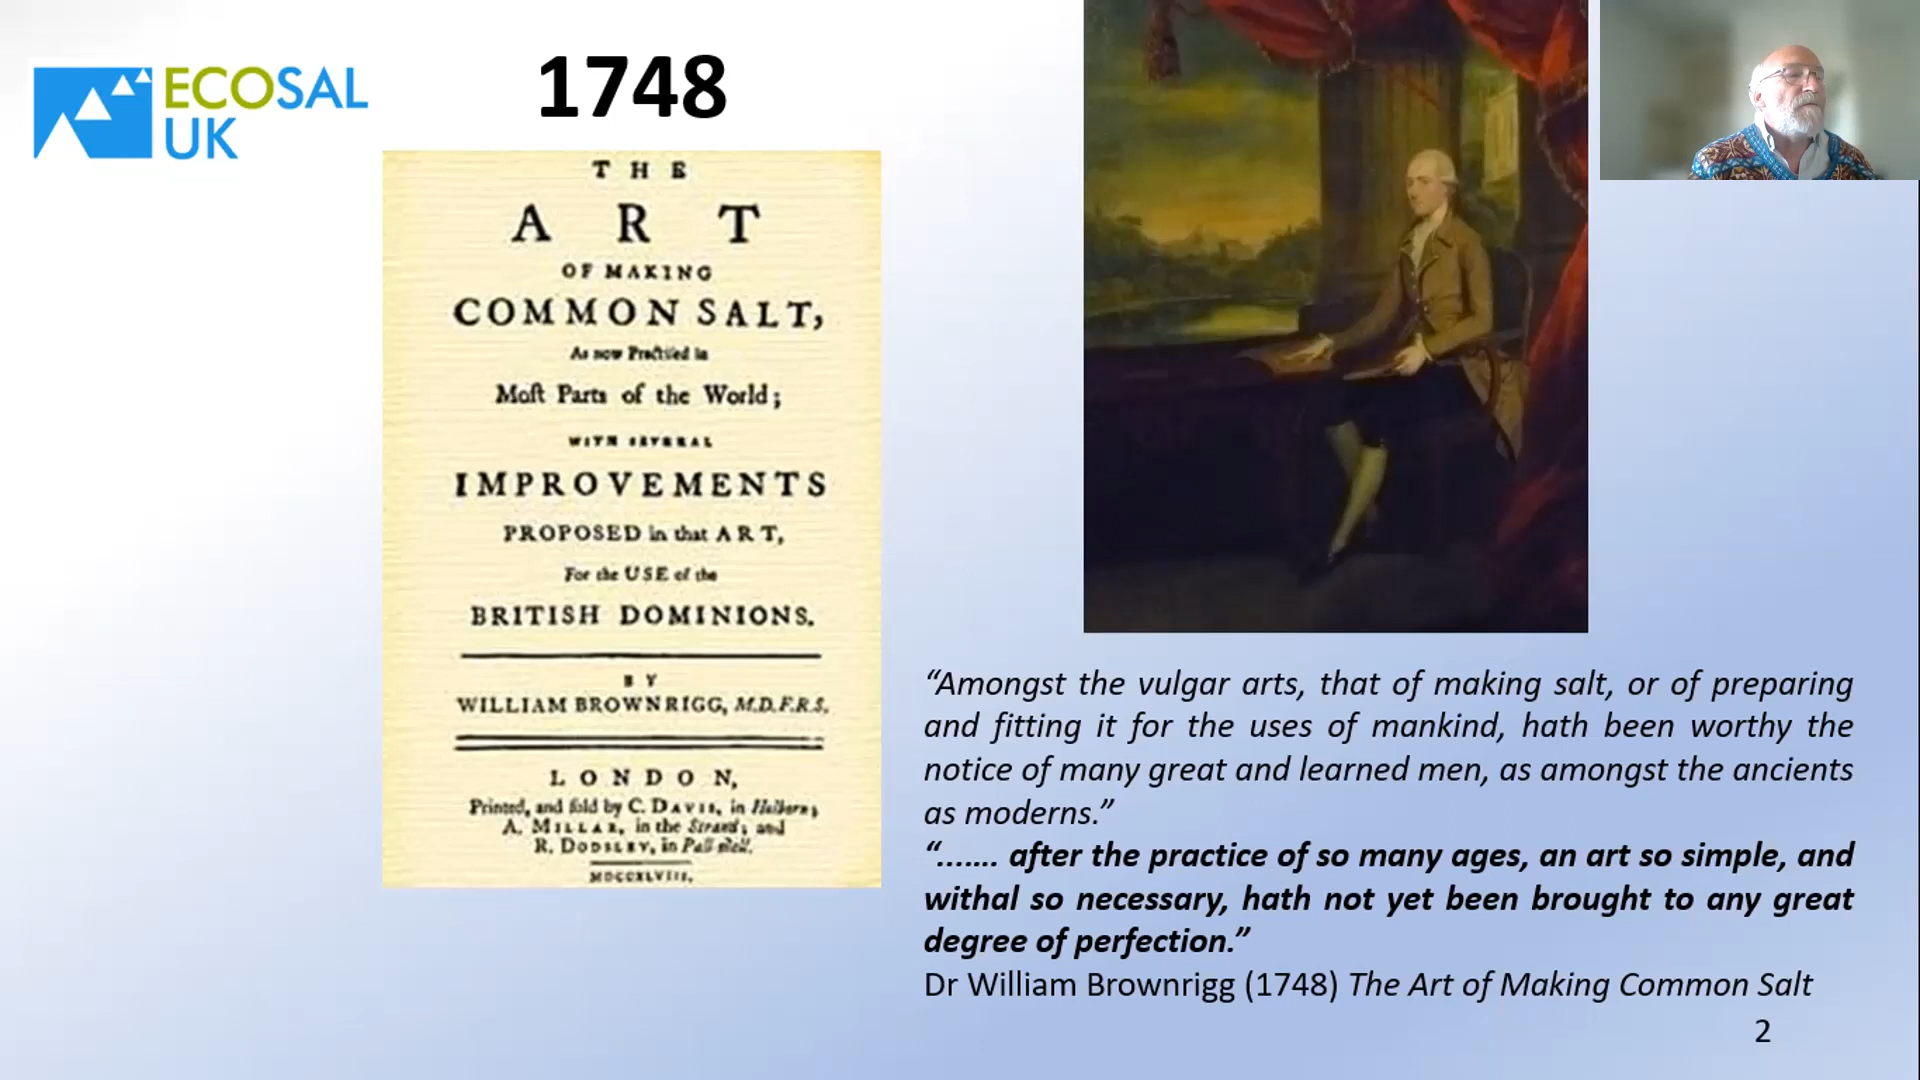 ECOSAL
UK
1748
THE
ART
OF MAKING
COMMON SALT,
As now Practiſed in
Moſt Parts of the World;
WITH SEVERAL
IMPROVEMENTS
PROPOSED in that ART,
For the USE of the
BRITISH DOMINIONS.
BY
WILLIAM BROWNRIGG, M.D.F.R.S.
LONDON,
Printed, and ſold by C. DAVIS, in Holborn;
A. MILLAR, in the Strand; and
R. DODSLEY, in Pall-mell.
MDCCXLVIII.
“Amongst the vulgar arts, that of making salt, or of preparing
and fitting it for the uses of mankind, hath been worthy the
notice of many great and learned men, as amongst the ancients
as moderns.”
“....... after the practice of so many ages, an art so simple, and
withal so necessary, hath not yet been brought to any great
degree of perfection.”
Dr William Brownrigg (1748) The Art of Making Common Salt
2